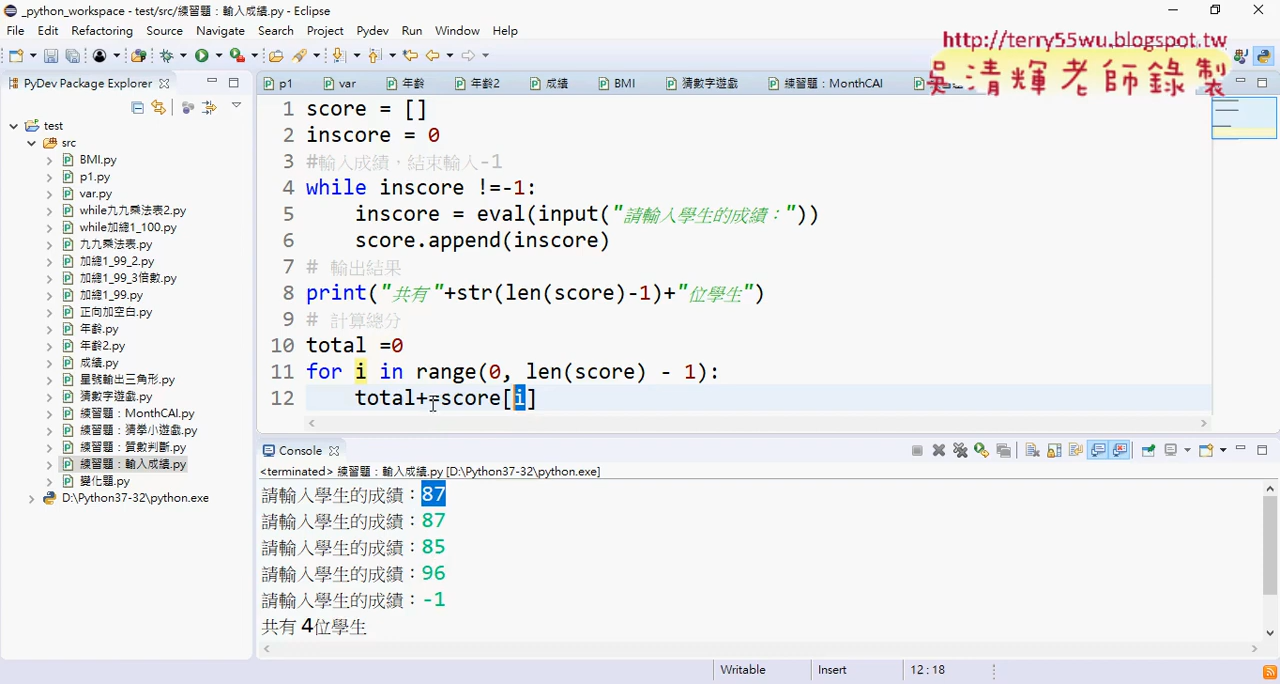 _python_workspace - test/src/練習題：輸入成績.py - Eclipse
File Edit Refactoring Source Navigate Search Project Pydev Run Window Help
http://terry55wu.blogspot.tw
吳清輝老師錄製
PyDev Package Explorer
p1 var 年齡 年齡2 成績 BMI 猜數字遊戲 練習題：MonthCAl
test
src
BMI.py
p1.py
var.py
while九九乘法表2.py
while加總1_100.py
九九乘法表.py
加總1_99_2.py
加總1_99_3倍數.py
加總1_99.py
正向加空白.py
年齡.py
年齡2.py
成績.py
星號輸出三角形.py
猜數字遊戲.py
練習題：MonthCAl.py
練習題：猜拳小遊戲.py
練習題：質數判斷.py
練習題：輸入成績.py
變化題.py
D:\Python37-32\python.exe
1 score = []
2 inscore = 0
3 #輸入成績，結束輸入-1
4 while inscore !=-1:
5 inscore = eval(input("請輸入學生的成績："))
6 score.append(inscore)
7 # 輸出結果
8 print("共有"+str(len(score)-1)+"位學生")
9 # 計算總分
10 total =0
11 for i in range(0, len(score) - 1):
12 total+=score[i]
Console
<terminated> 練習題：輸入成績.py [D:\Python37-32\python.exe]
請輸入學生的成績：87
請輸入學生的成績：87
請輸入學生的成績：85
請輸入學生的成績：96
請輸入學生的成績：-1
共有4位學生
Writable Insert 12:18